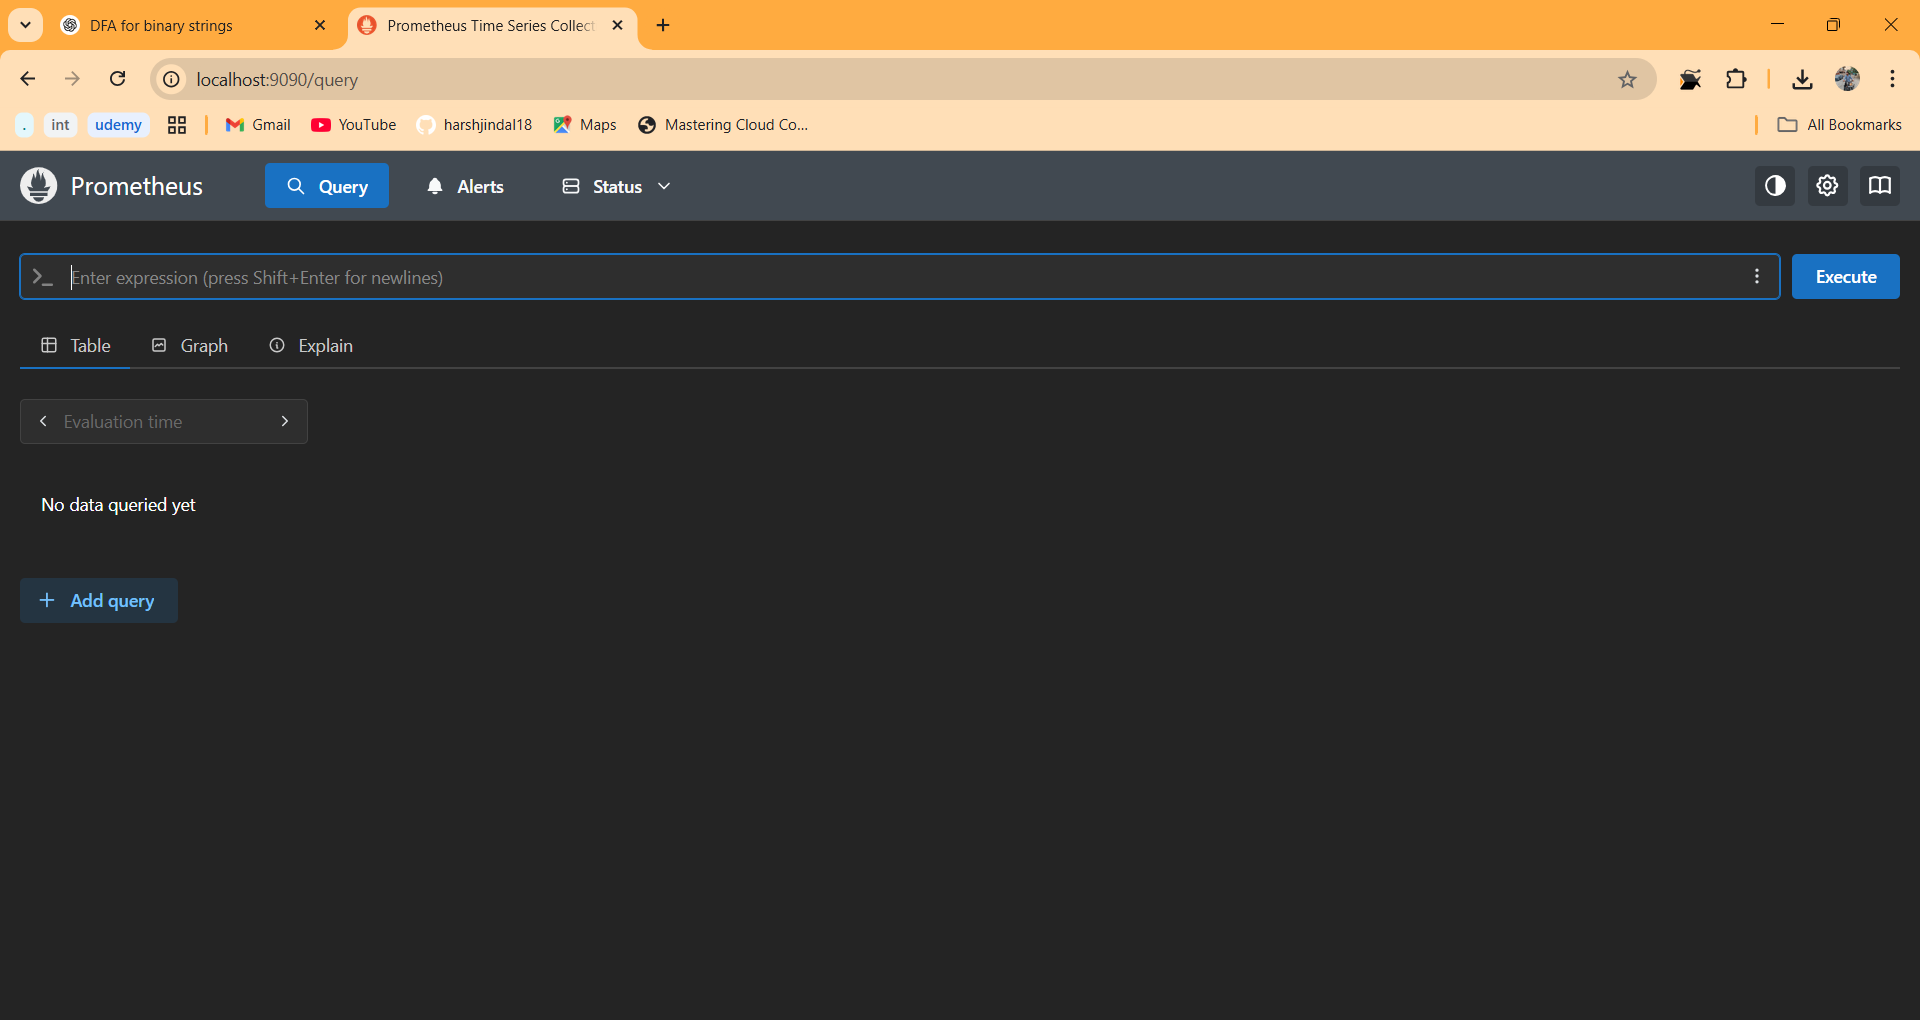 DFA for binary strings
Prometheus Time Series Collect
localhost:9090/query
. int udemy Gmail YouTube harshjindal18 Maps Mastering Cloud Co... All Bookmarks
Prometheus Query Alerts Status
>_ Enter expression (press Shift+Enter for newlines) Execute
Table Graph Explain
< Evaluation time >
No data queried yet
+ Add query